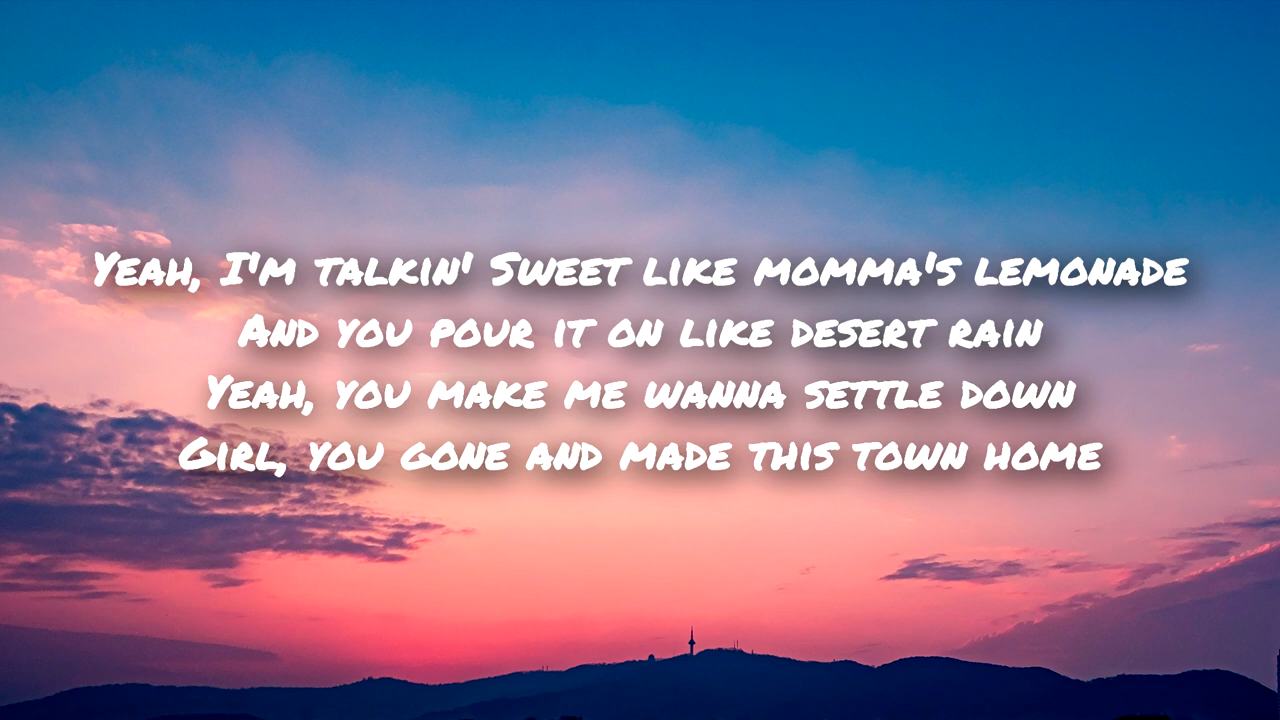 Yeah, I'm talkin' Sweet like momma's lemonade
And you pour it on like desert rain
Yeah, you make me wanna settle down
Girl, you gone and made this town home